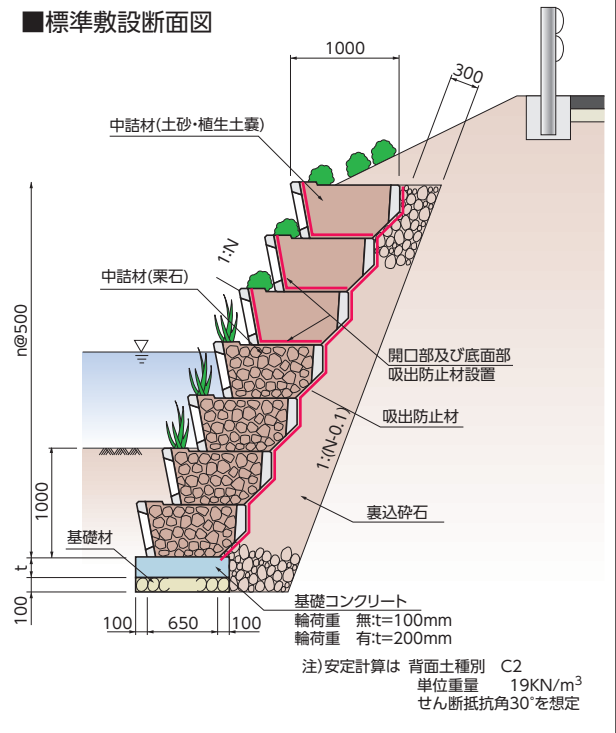 ■標準敷設断面図
1000
300
中詰材(土砂・植生土嚢)
1:N
中詰材(栗石)
n@500
開口部及び底面部
吸出防止材設置
吸出防止材
1:(N-0.1)
裏込砕石
1000
基礎材
t
100
100
650
100
基礎コンクリート
輪荷重 無:t=100mm
輪荷重 有:t=200mm
注)安定計算は 背面土種別 C2
単位重量 19KN/m³
せん断抵抗角30°を想定